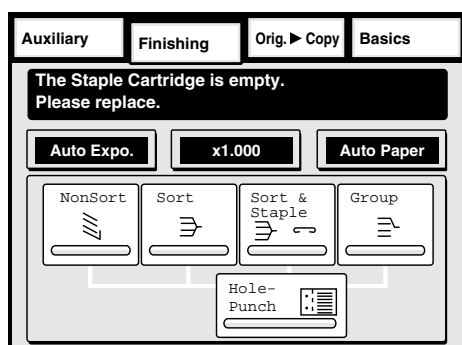 Auxiliary
Finishing
Orig.▶Copy
Basics
The Staple Cartridge is empty.
Please replace.
Auto Expo.
x1.000
Auto Paper
NonSort
Sort
Sort &
Staple
Group
Hole-
Punch